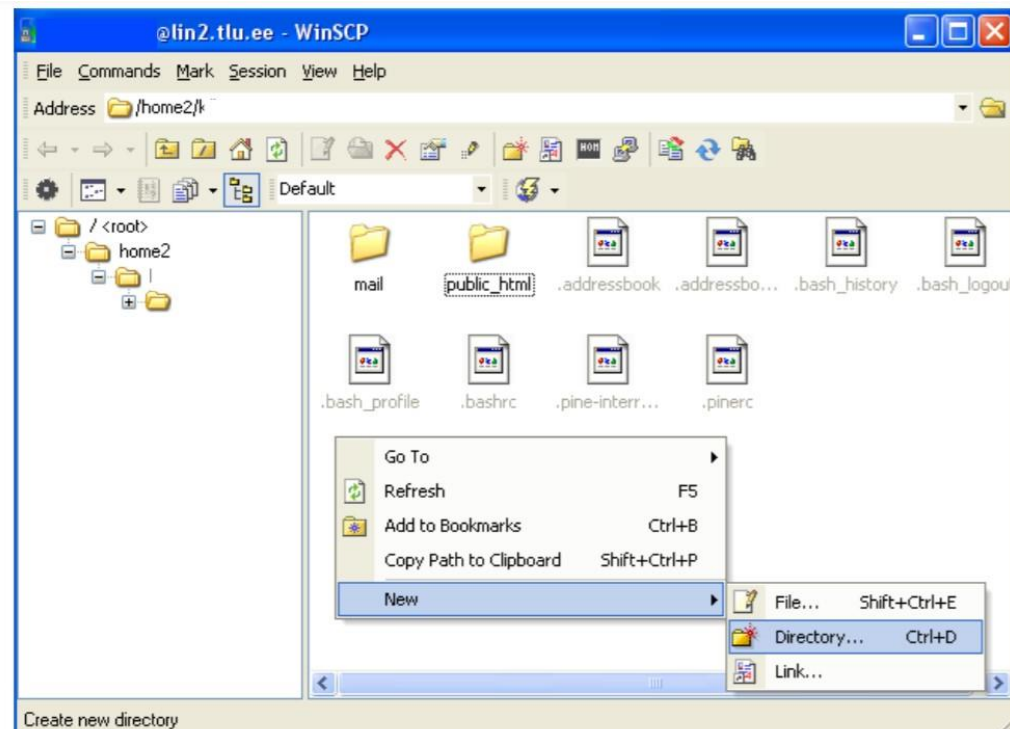 @lin2.tlu.ee - WinSCP
File Commands Mark Session View Help
Address /home2/k
Default
/ <root>
home2
mail public_html .addressbook .addressbo... .bash_history .bash_logou
.bash_profile .bashrc .pine-interr... .pinerc
Go To
Refresh F5
Add to Bookmarks Ctrl+B
Copy Path to Clipboard Shift+Ctrl+P
New
File... Shift+Ctrl+E
Directory... Ctrl+D
Link...
Create new directory